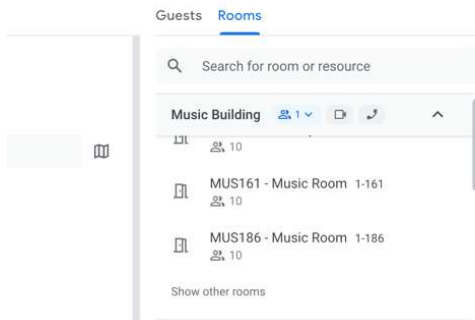 Guests Rooms
Search for room or resource
Music Building 1
10
MUS161 - Music Room 1-161
10
MUS186 - Music Room 1-186
10
Show other rooms